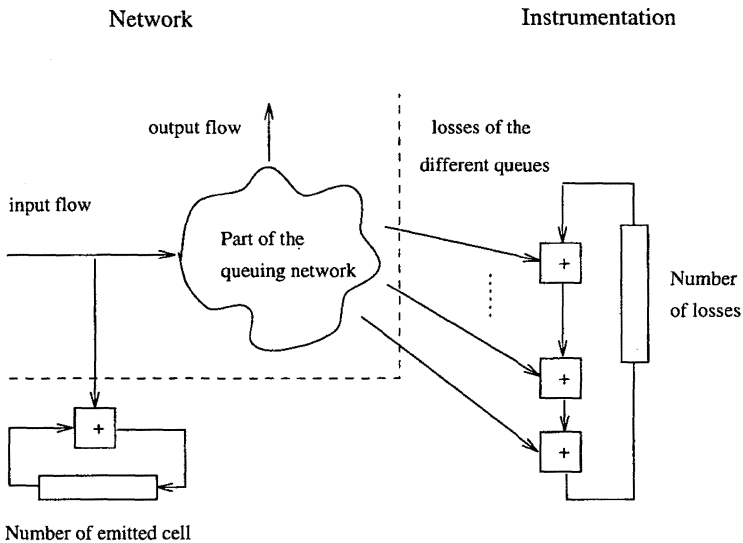 Network
Instrumentation
output flow
losses of the
different queues
input flow
Part of the
queuing network
+
+
+
+
Number
of losses
Number of emitted cell